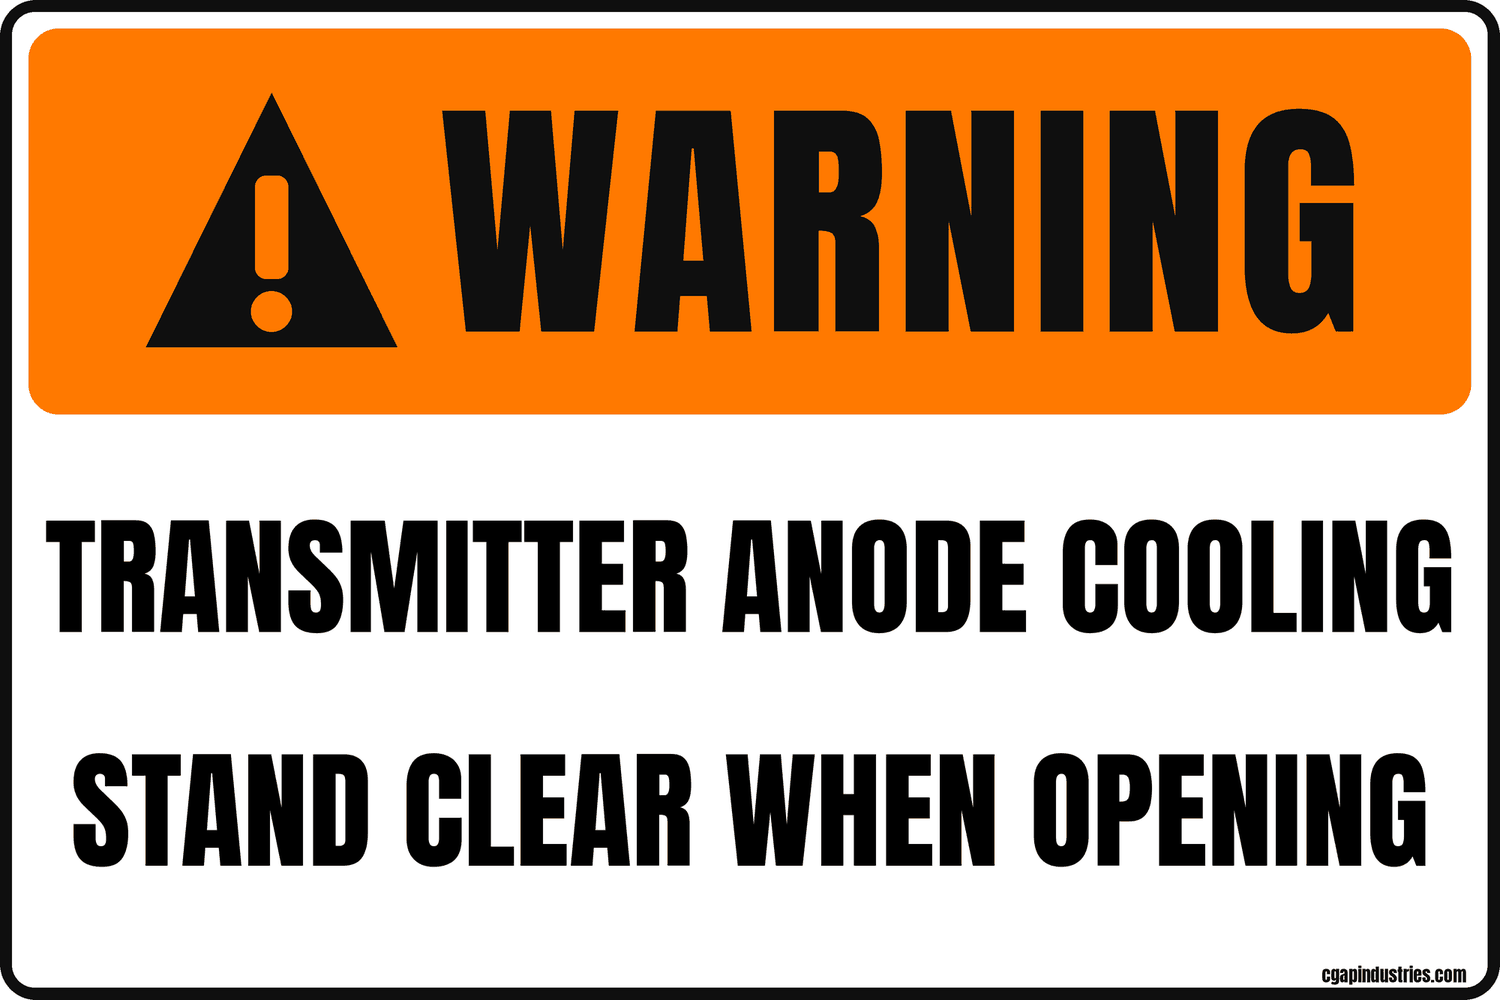 WARNING
TRANSMITTER ANODE COOLING
STAND CLEAR WHEN OPENING
cgapindustries.com